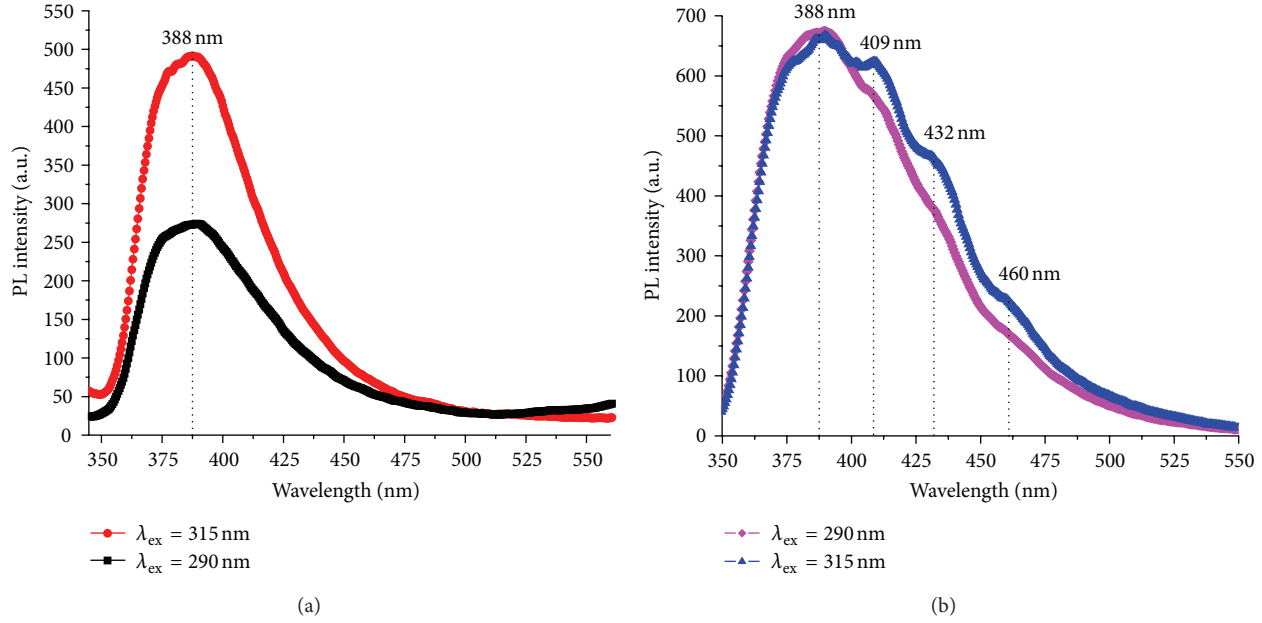 388 nm
550
500
450
400
350
300
250
200
150
100
50
0
PL intensity (a.u.)
350 375 400 425 450 475 500 525 550
Wavelength (nm)
λex = 315 nm
λex = 290 nm
(a)
388 nm
409 nm
432 nm
460 nm
700
600
500
400
300
200
100
0
PL intensity (a.u.)
350 375 400 425 450 475 500 525 550
Wavelength (nm)
λex = 290 nm
λex = 315 nm
(b)